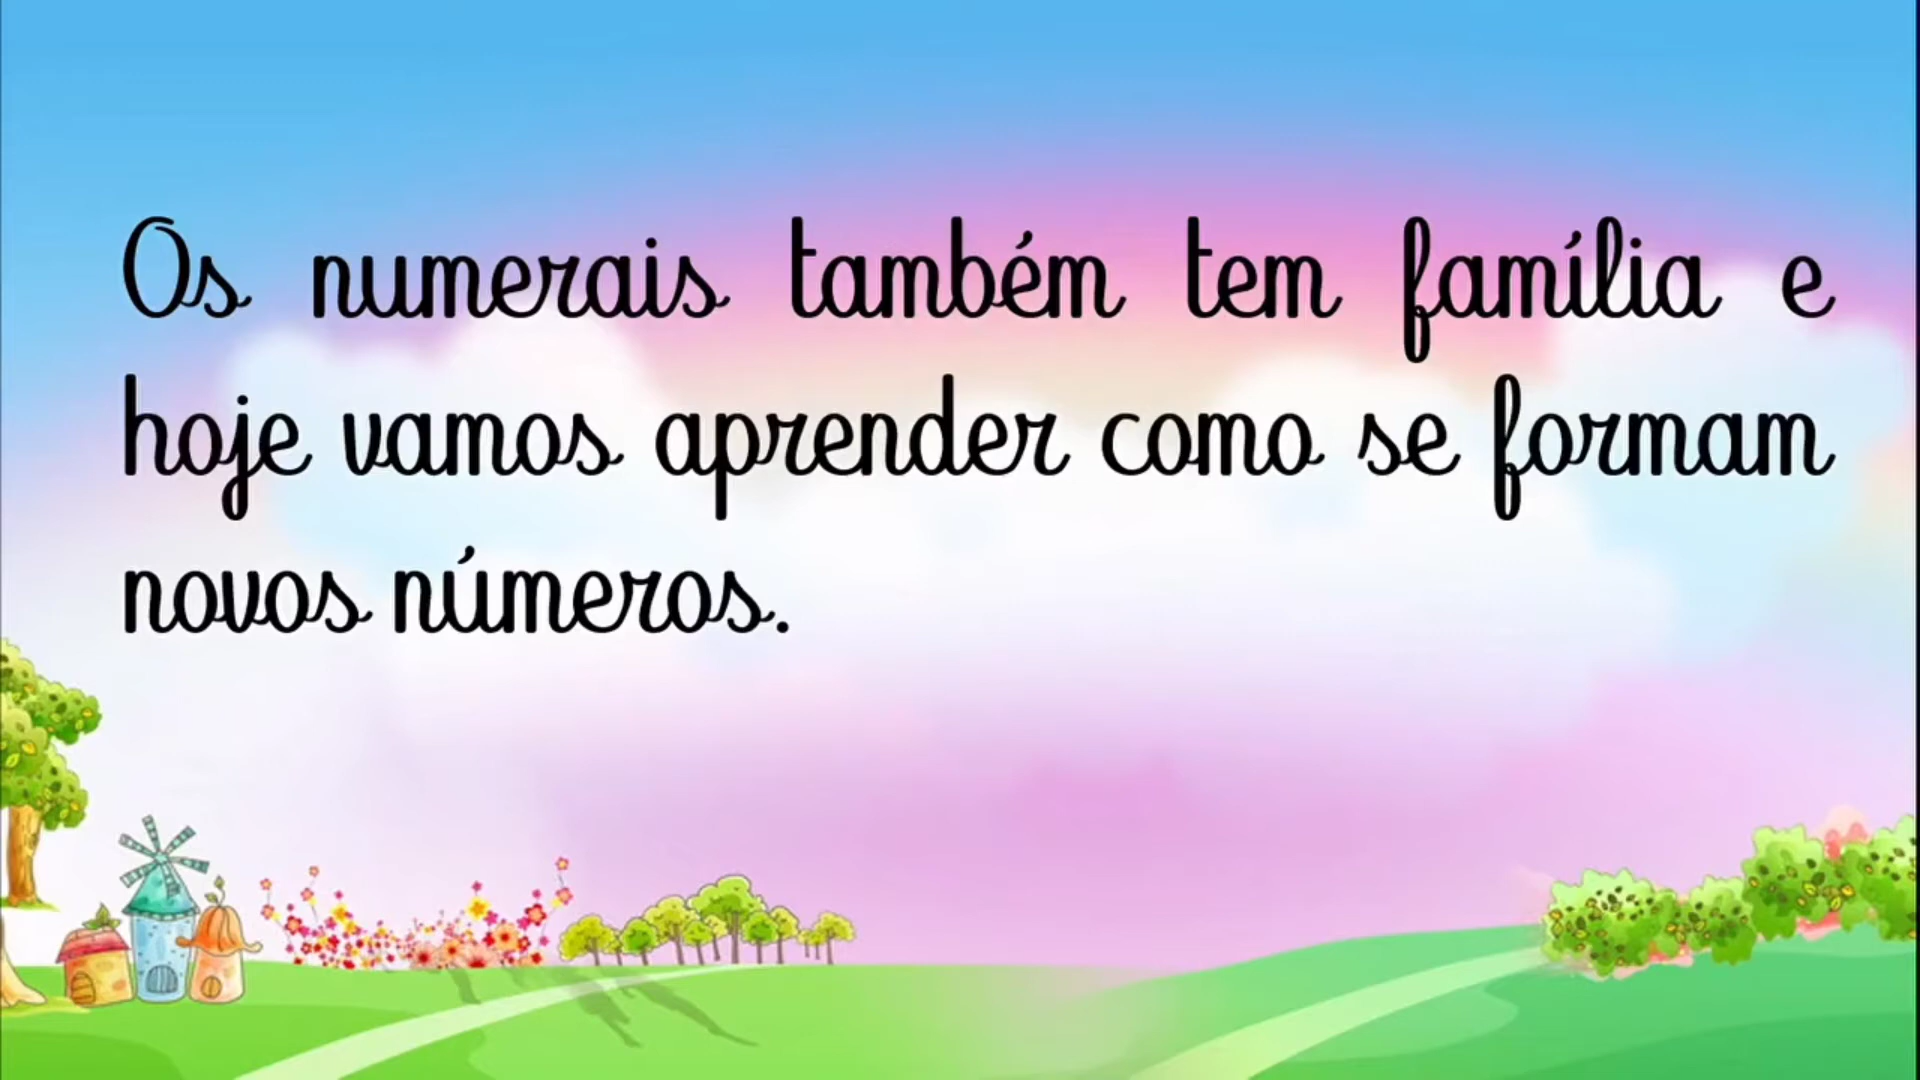 Os numerais também tem família e
hoje vamos aprender como se formam
novos números.